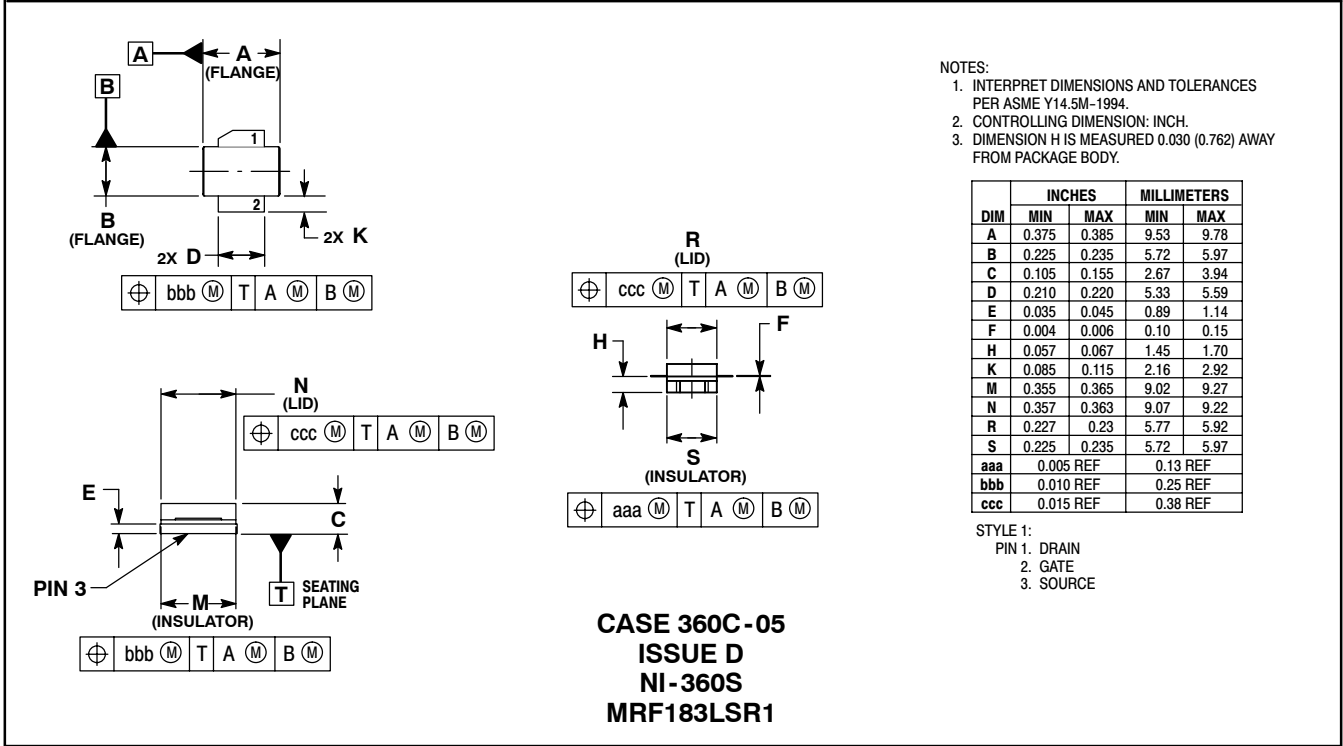 A
A
(FLANGE)
B
1
2
B
(FLANGE)
2X K
2X D
⌖ bbb Ⓜ T A Ⓜ B Ⓜ
N
(LID)
⌖ ccc Ⓜ T A Ⓜ B Ⓜ
E
C
PIN 3
M
(INSULATOR)
T SEATING
PLANE
⌖ bbb Ⓜ T A Ⓜ B Ⓜ
R
(LID)
⌖ ccc Ⓜ T A Ⓜ B Ⓜ
F
H
S
(INSULATOR)
⌖ aaa Ⓜ T A Ⓜ B Ⓜ
CASE 360C-05
ISSUE D
NI-360S
MRF183LSR1
NOTES:
1. INTERPRET DIMENSIONS AND TOLERANCES
PER ASME Y14.5M-1994.
2. CONTROLLING DIMENSION: INCH.
3. DIMENSION H IS MEASURED 0.030 (0.762) AWAY
FROM PACKAGE BODY.
INCHES MILLIMETERS
DIM MIN MAX MIN MAX
A 0.375 0.385 9.53 9.78
B 0.225 0.235 5.72 5.97
C 0.105 0.155 2.67 3.94
D 0.210 0.220 5.33 5.59
E 0.035 0.045 0.89 1.14
F 0.004 0.006 0.10 0.15
H 0.057 0.067 1.45 1.70
K 0.085 0.115 2.16 2.92
M 0.355 0.365 9.02 9.27
N 0.357 0.363 9.07 9.22
R 0.227 0.23 5.77 5.92
S 0.225 0.235 5.72 5.97
aaa 0.005 REF 0.13 REF
bbb 0.010 REF 0.25 REF
ccc 0.015 REF 0.38 REF
STYLE 1:
PIN 1. DRAIN
2. GATE
3. SOURCE